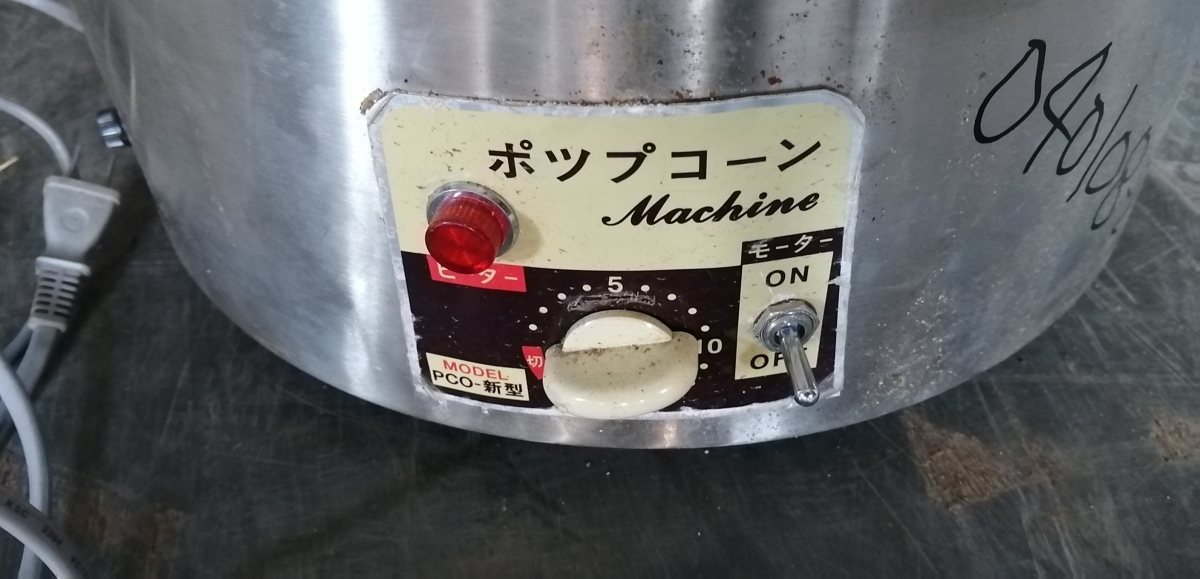 ポップコーン
Machine
モーター
ON
ヒーター
5
10
切
MODEL
PCO-新型
OFF